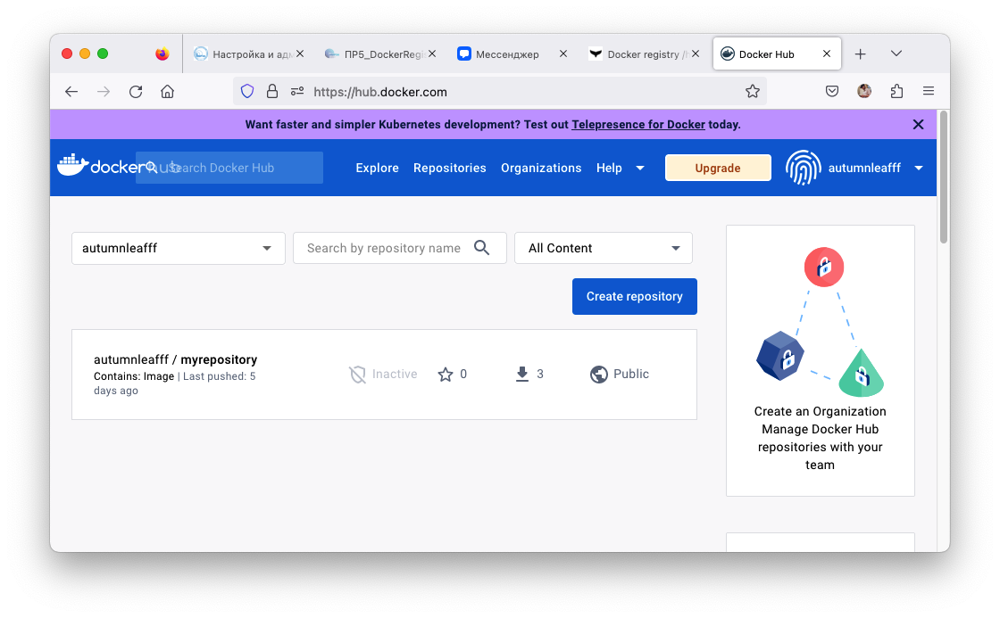 Настройка и адм
ПР5_DockerRegi
Мессенджер
Docker registry /
Docker Hub
https://hub.docker.com
Want faster and simpler Kubernetes development? Test out Telepresence for Docker today.
docker hub
Search Docker Hub
Explore
Repositories
Organizations
Help
Upgrade
autumnleafff
autumnleafff
Search by repository name
All Content
Create repository
autumnleafff / myrepository
Contains: Image | Last pushed: 5
days ago
Inactive
0
3
Public
Create an Organization
Manage Docker Hub
repositories with your
team